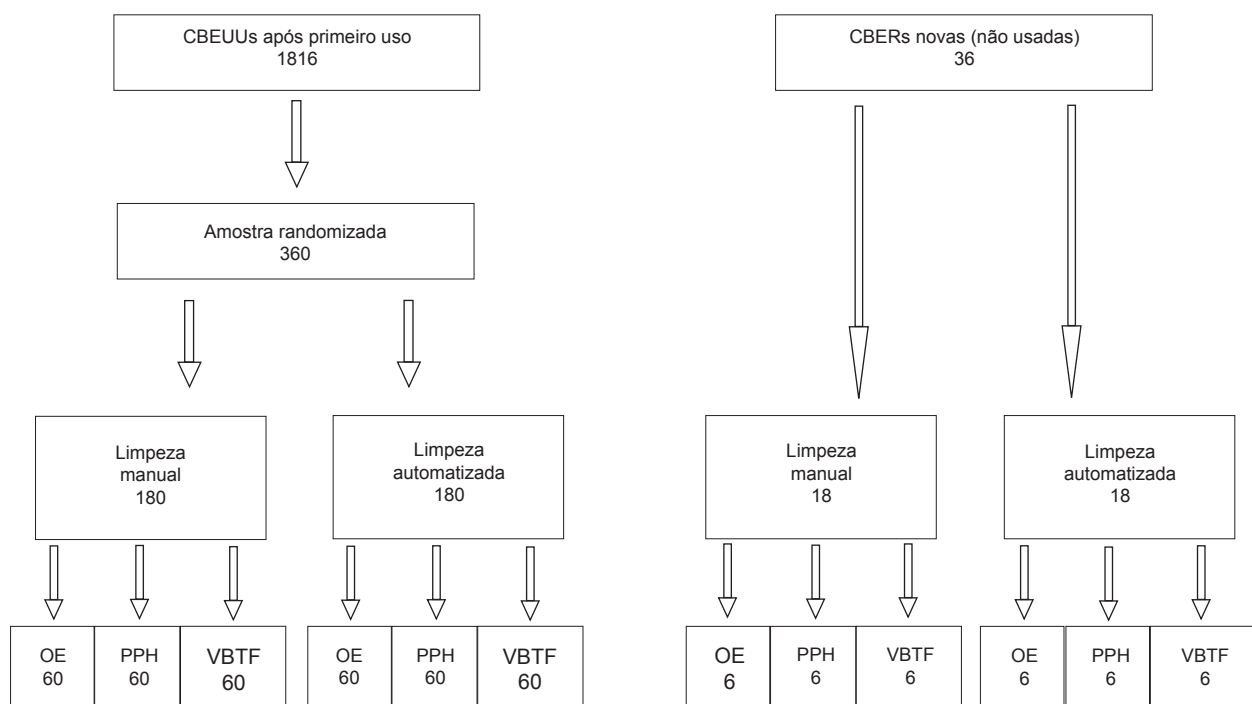 CBEUUs após primeiro uso
1816
Amostra randomizada
360
Limpeza
manual
180
Limpeza
automatizada
180
OE
60
PPH
60
VBTF
60
OE
60
PPH
60
VBTF
60
CBERs novas (não usadas)
36
Limpeza
manual
18
Limpeza
automatizada
18
OE
6
PPH
6
VBTF
6
OE
6
PPH
6
VBTF
6